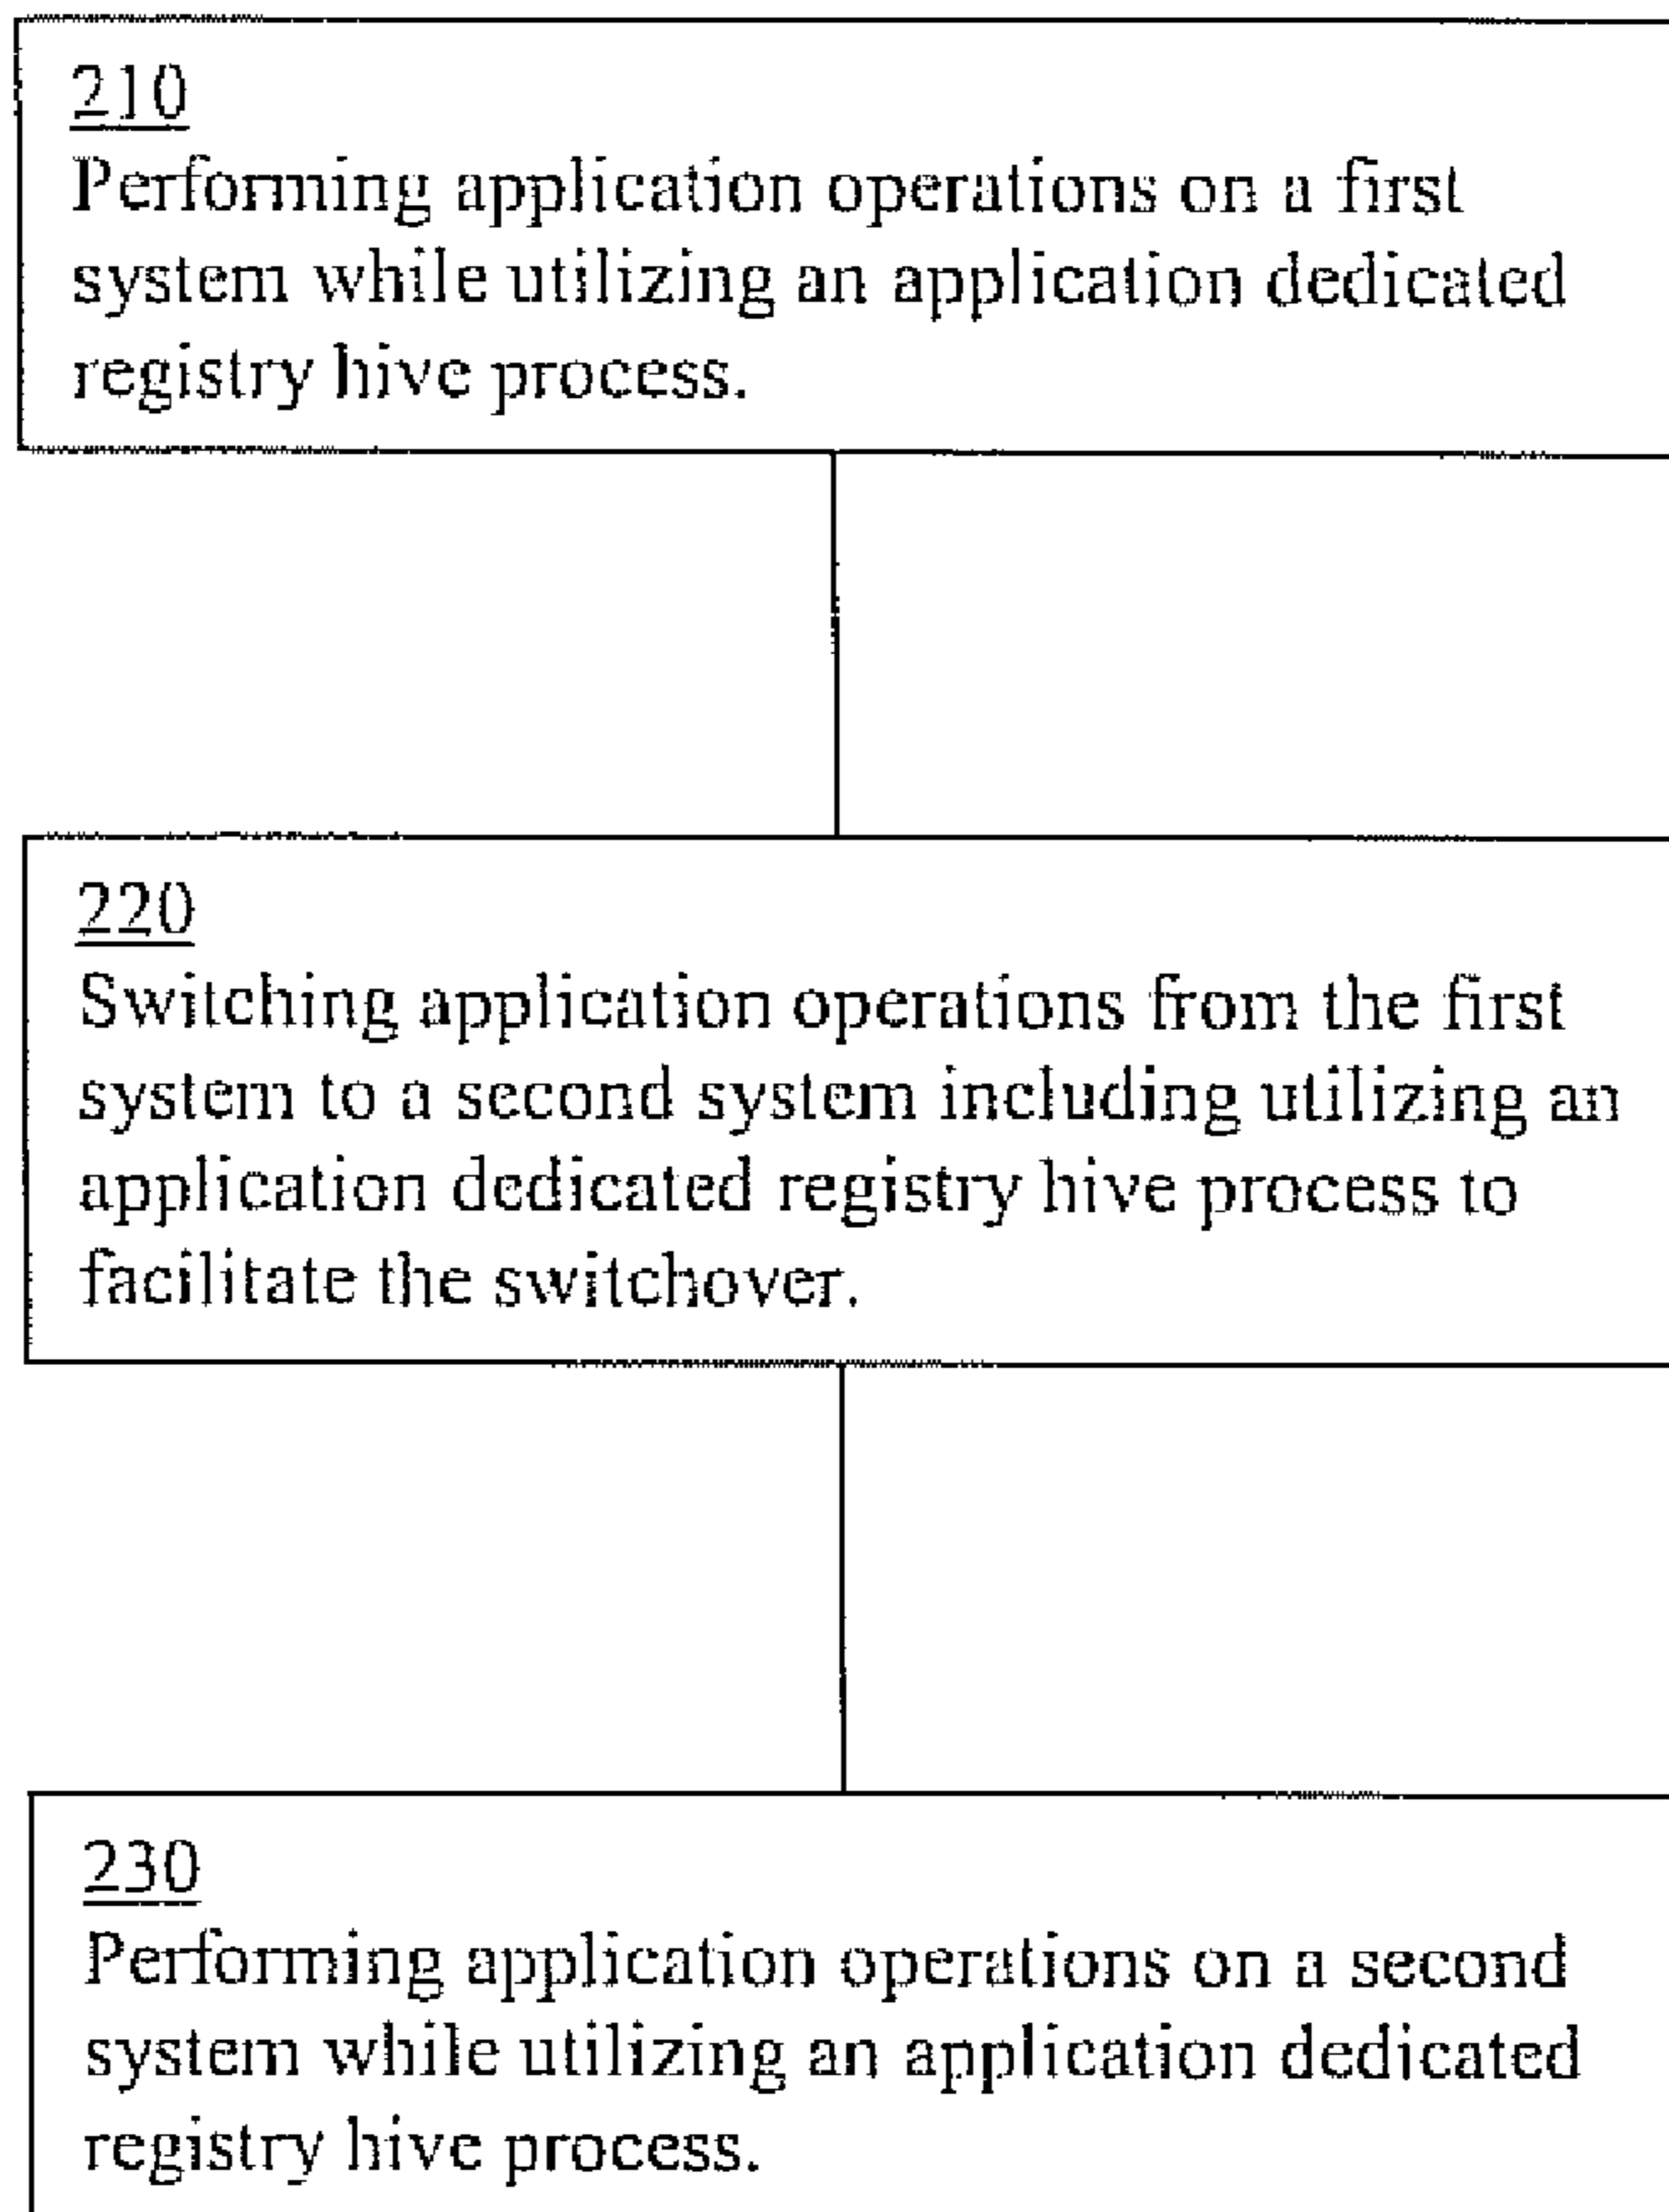 210
Performing application operations on a first
system while utilizing an application dedicated
registry hive process.
220
Switching application operations from the first
system to a second system including utilizing an
application dedicated registry hive process to
facilitate the switchover.
230
Performing application operations on a second
system while utilizing an application dedicated
registry hive process.